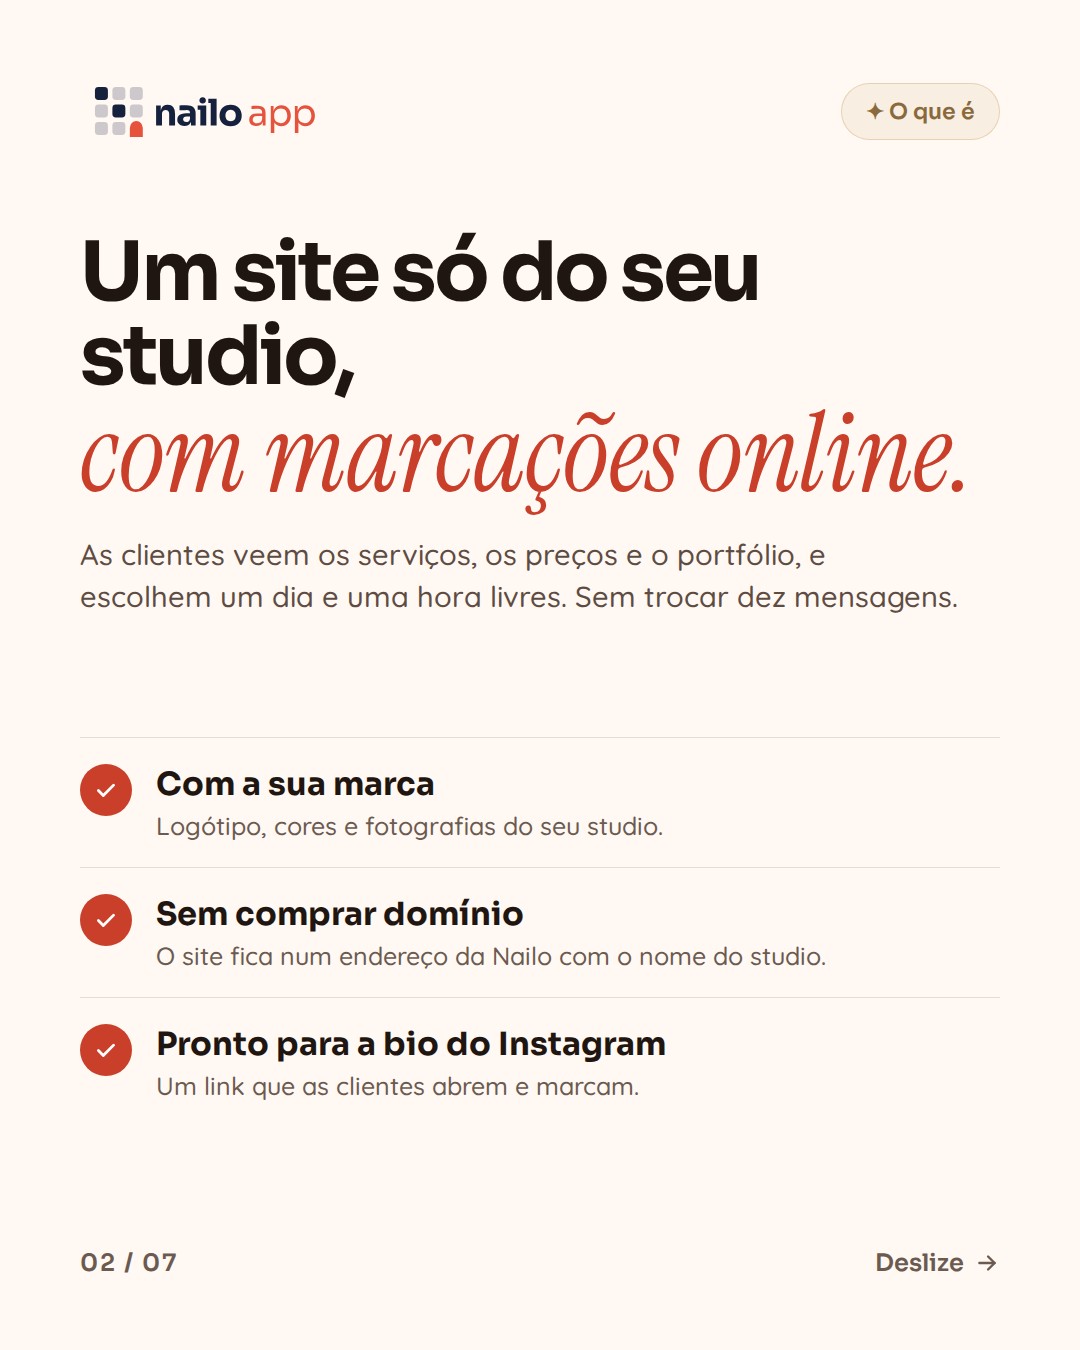 nailo app
✦ O que é
Um site só do seu
studio,
com marcações online.
As clientes veem os serviços, os preços e o portfólio, e
escolhem um dia e uma hora livres. Sem trocar dez mensagens.
Com a sua marca
Logótipo, cores e fotografias do seu studio.
Sem comprar domínio
O site fica num endereço da Nailo com o nome do studio.
Pronto para a bio do Instagram
Um link que as clientes abrem e marcam.
02 / 07
Deslize →